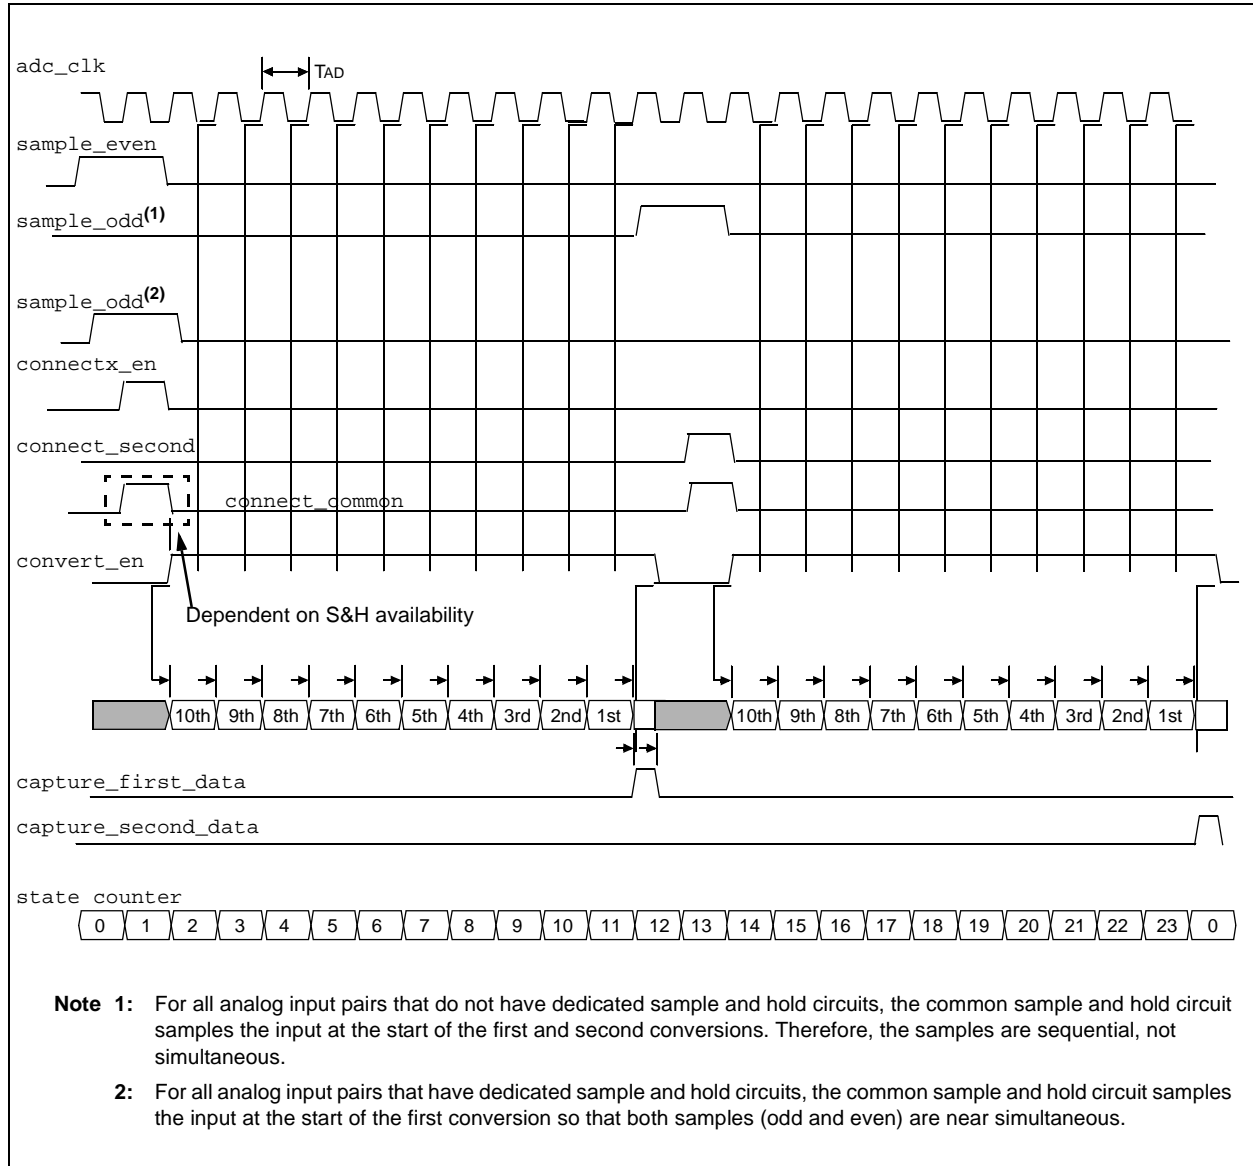 adc_clk
TAD
sample_even
sample_odd(1)
sample_odd(2)
connectx_en
connect_second
connect_common
convert_en
Dependent on S&H availability
10th 9th 8th 7th 6th 5th 4th 3rd 2nd 1st 10th 9th 8th 7th 6th 5th 4th 3rd 2nd 1st
capture_first_data
capture_second_data
state counter
0 1 2 3 4 5 6 7 8 9 10 11 12 13 14 15 16 17 18 19 20 21 22 23 0
Note 1: For all analog input pairs that do not have dedicated sample and hold circuits, the common sample and hold circuit
samples the input at the start of the first and second conversions. Therefore, the samples are sequential, not
simultaneous.
2: For all analog input pairs that have dedicated sample and hold circuits, the common sample and hold circuit samples
the input at the start of the first conversion so that both samples (odd and even) are near simultaneous.